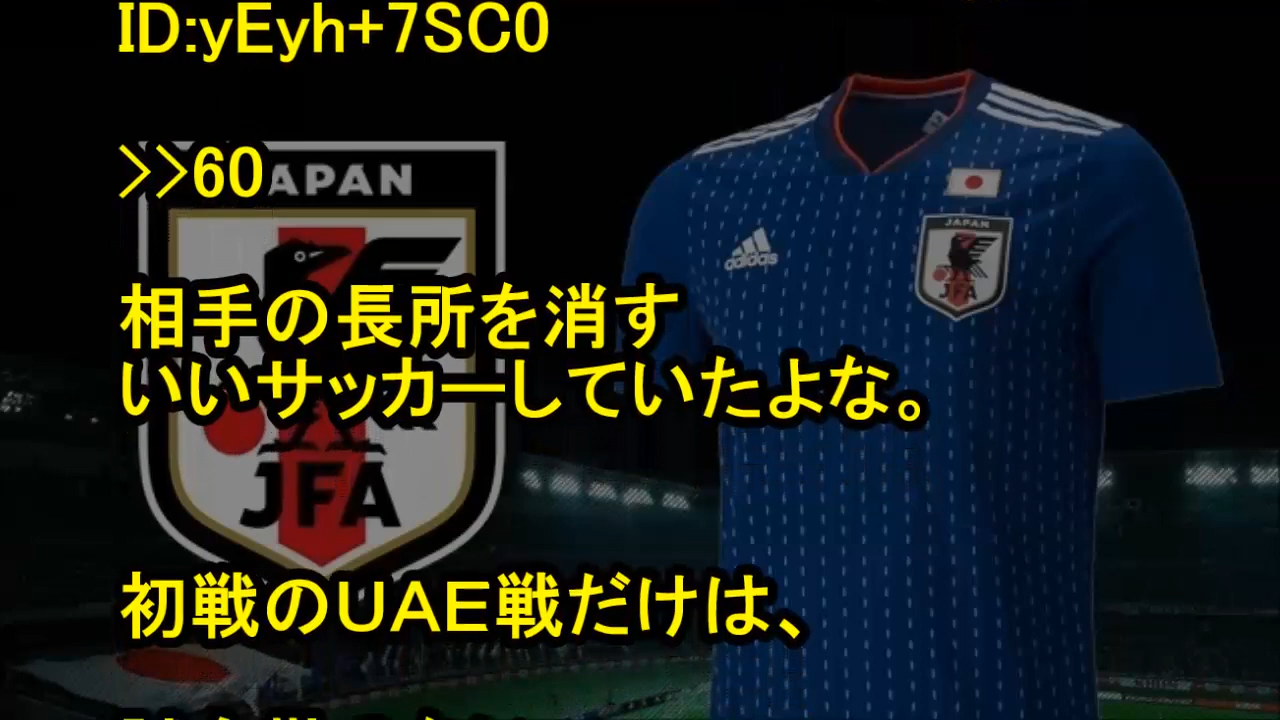 ID:yEyh+7SC0
>>60
JAPAN
相手の長所を消す
いいサッカーしていたよな。
JFA
初戦のUAE戦だけは、
adidas
JAPAN
JFA